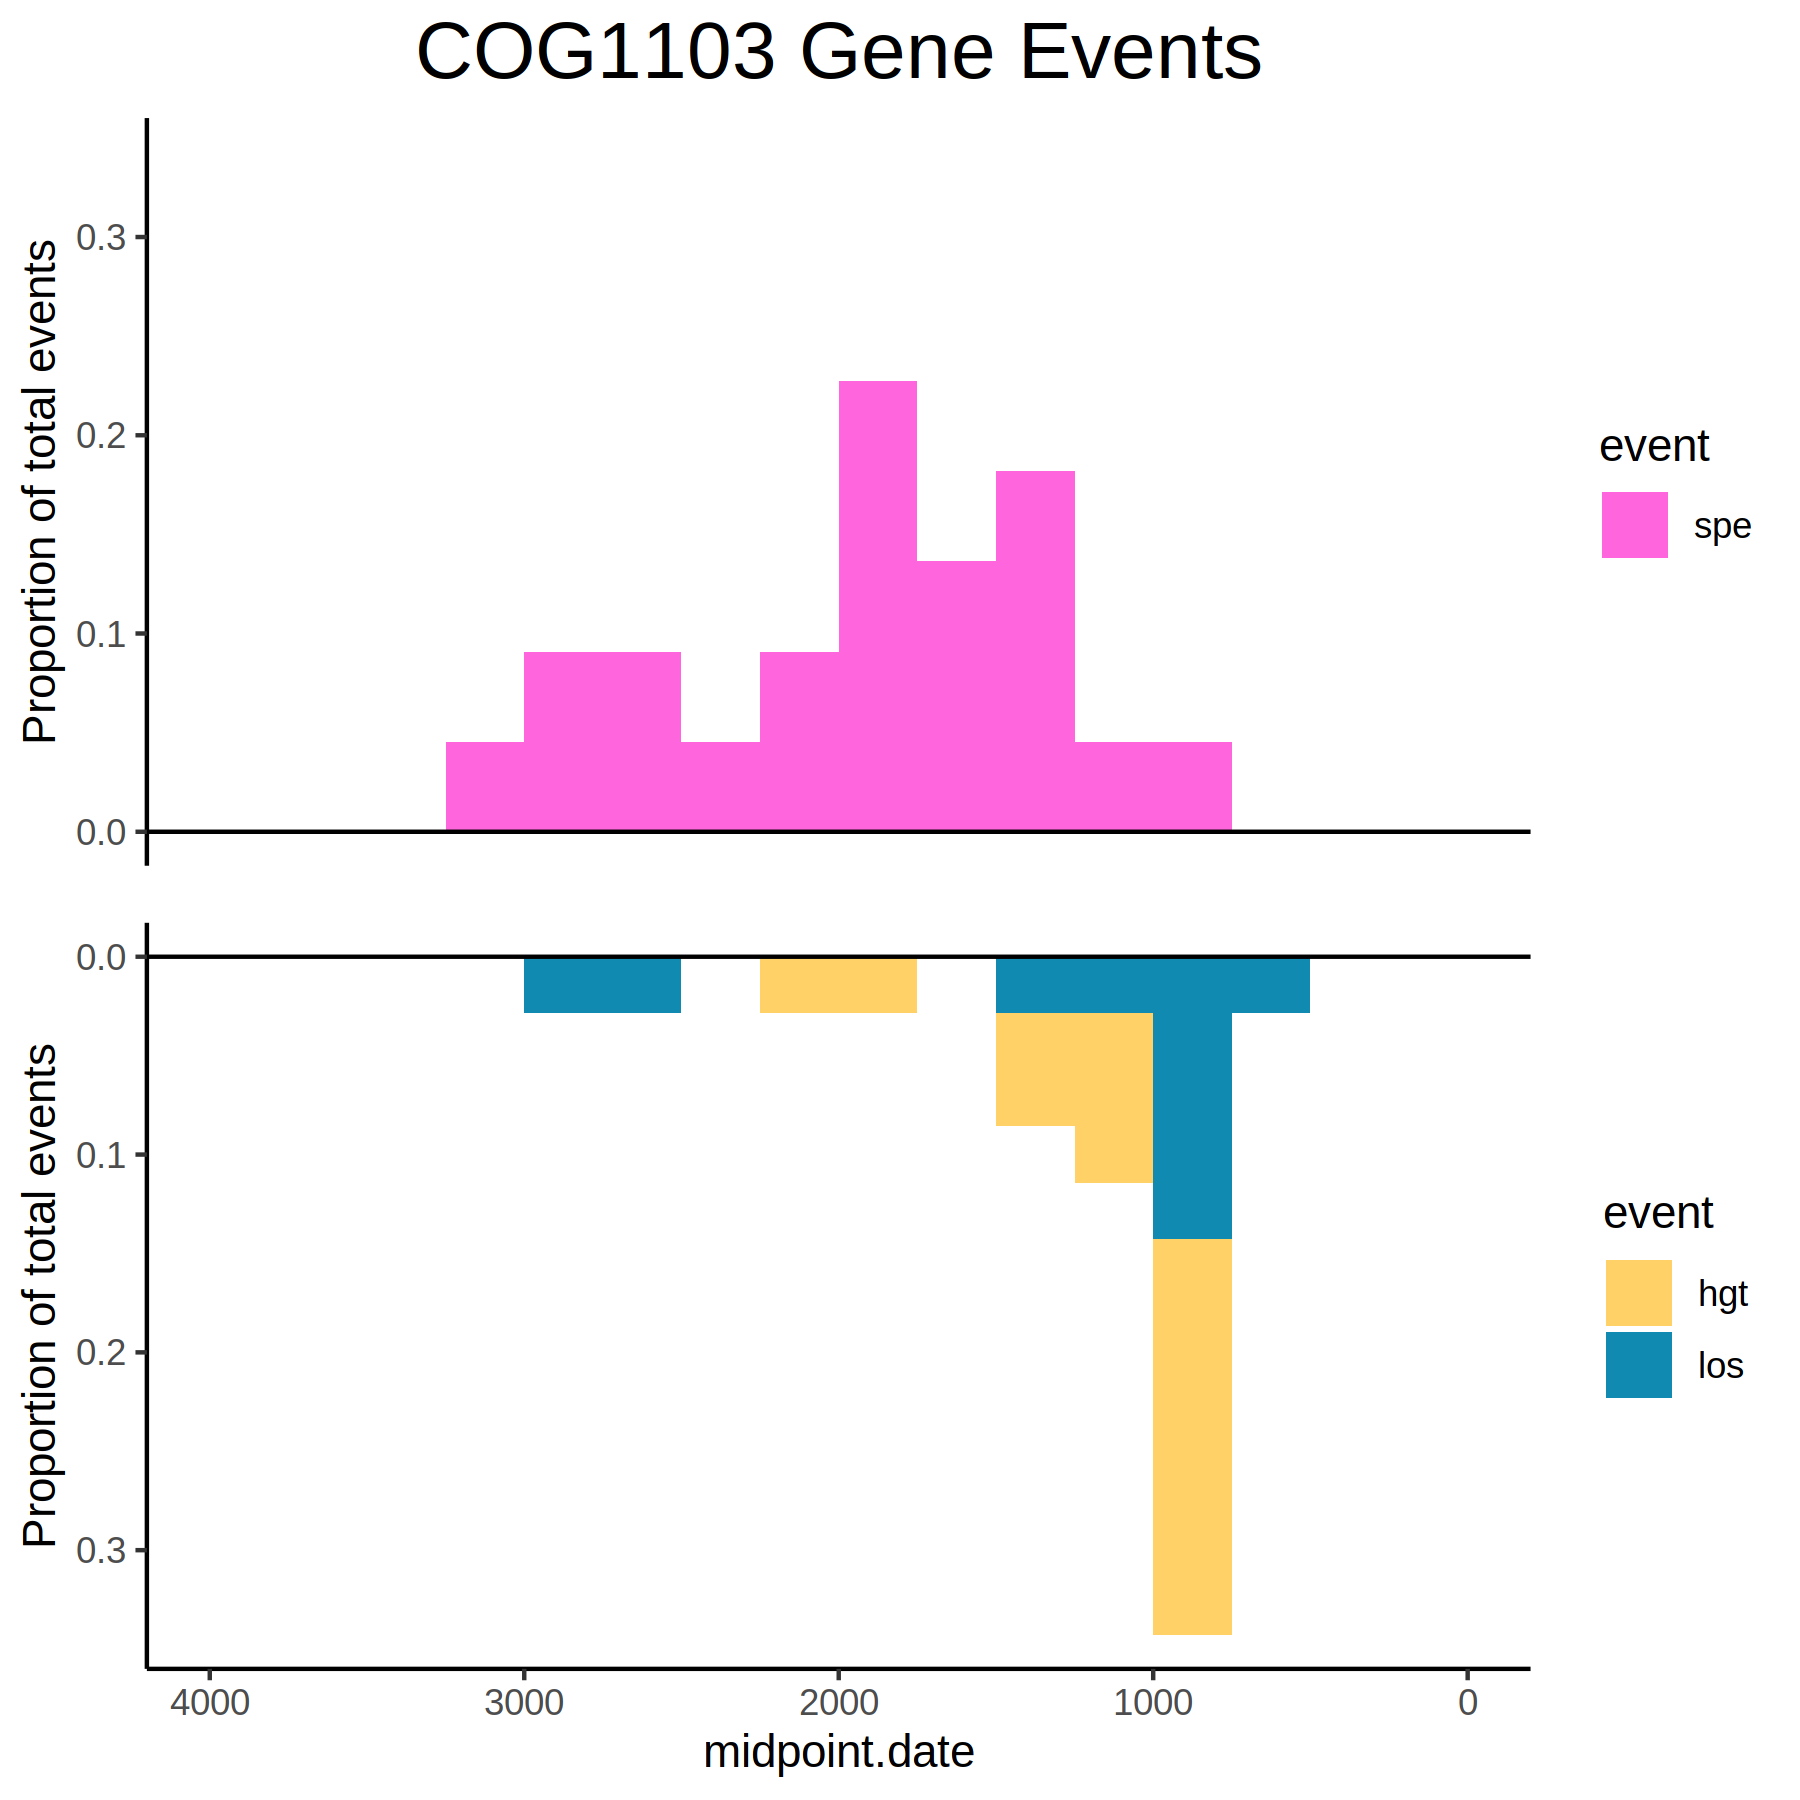 COG1103 Gene Events
Proportion of total events
0.3
0.2
0.1
0.0
event
spe
Proportion of total events
0.0
0.1
0.2
0.3
event
hgt
los
4000 3000 2000 1000 0
midpoint.date